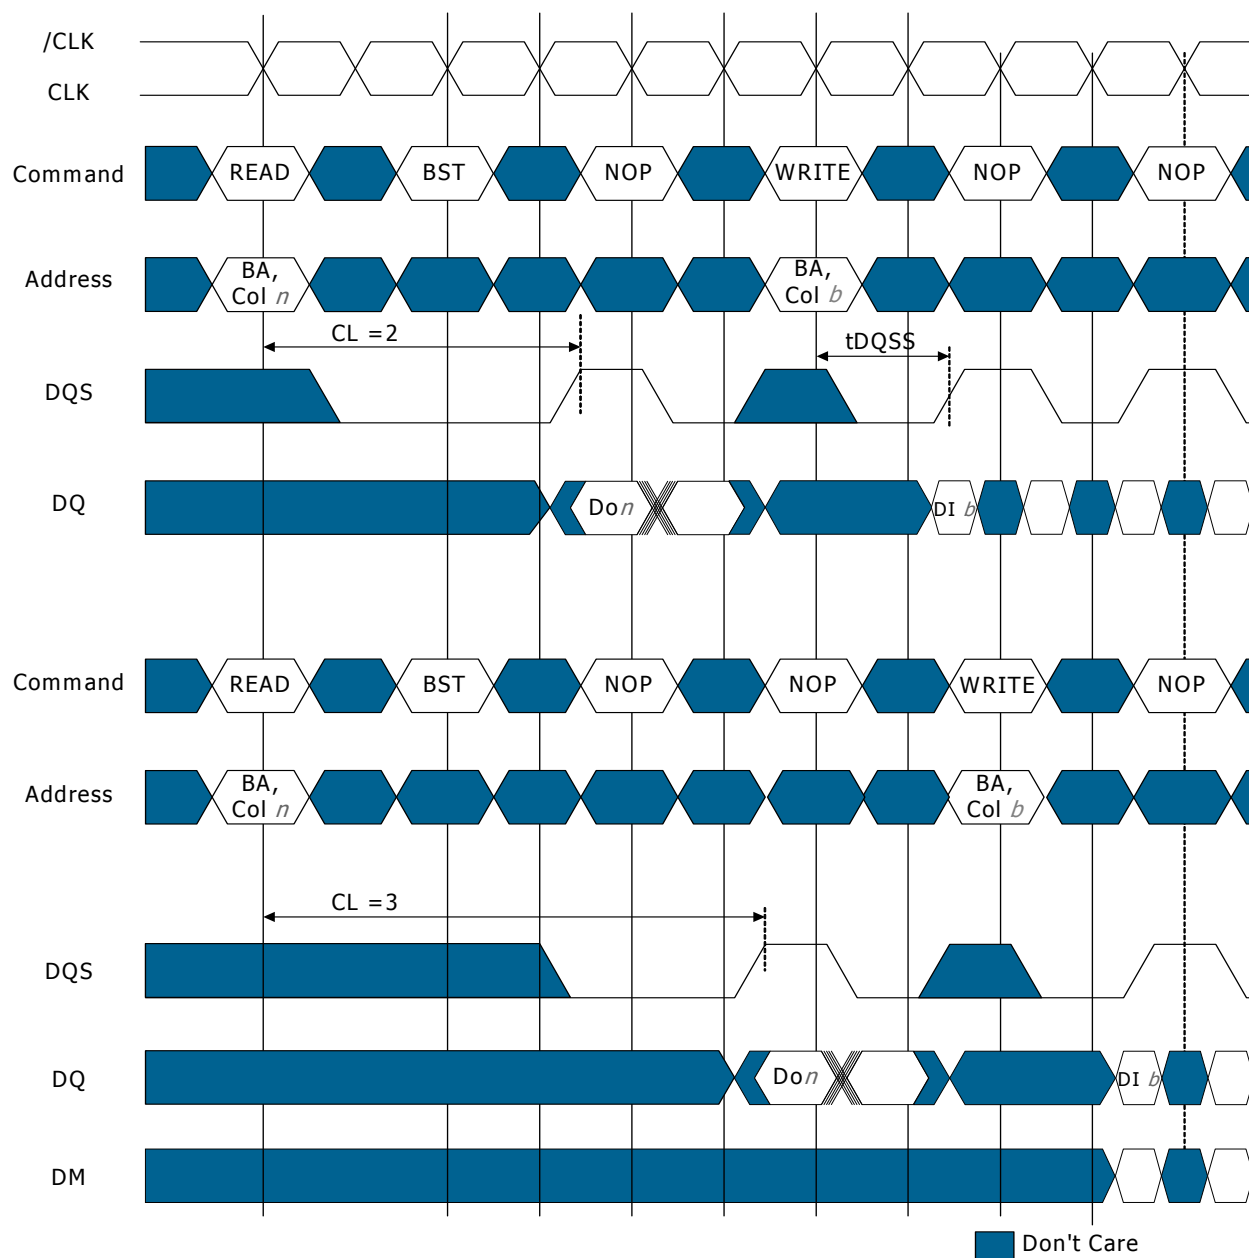 /CLK
CLK
Command READ BST NOP WRITE NOP NOP
Address BA, Col n BA, Col b
CL =2 tDQSS
DQS
DQ Do n DI b
Command READ BST NOP NOP WRITE NOP
Address BA, Col n BA, Col b
CL =3
DQS
DQ Do n DI b
DM
Don't Care